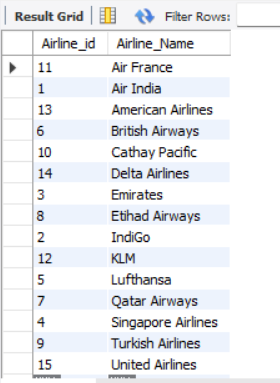 Result Grid Filter Rows:
Airline_id Airline_Name
11 Air France
1 Air India
13 American Airlines
6 British Airways
10 Cathay Pacific
14 Delta Airlines
3 Emirates
8 Etihad Airways
2 IndiGo
12 KLM
5 Lufthansa
7 Qatar Airways
4 Singapore Airlines
9 Turkish Airlines
15 United Airlines